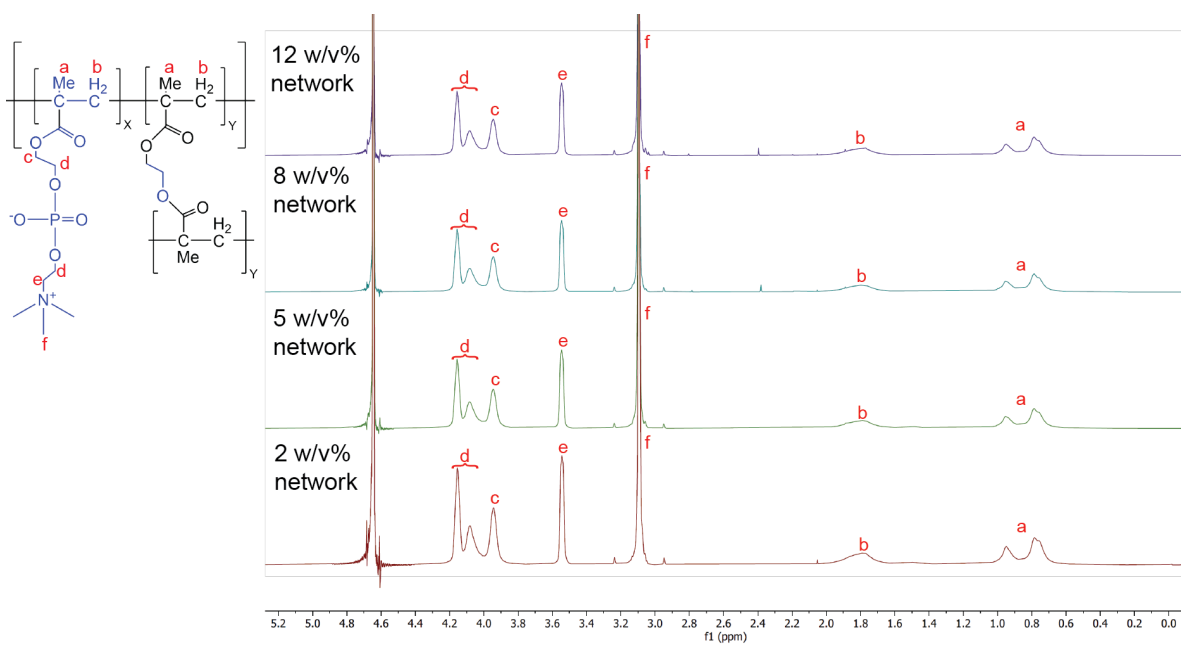 a b a b
Me H2 Me H2
C C
X Y
O O O
c d O
O
O O
-O P O
O
H2
C
e d Me
Y
N+
f
12 w/v%
network
d c e f b a
8 w/v%
network
d c e f b a
5 w/v%
network
d c e f b a
2 w/v%
network
d c e f b a
5.2 5.0 4.8 4.6 4.4 4.2 4.0 3.8 3.6 3.4 3.2 3.0 2.8 2.6 2.4 2.2 2.0 1.8 1.6 1.4 1.2 1.0 0.8 0.6 0.4 0.2 0.0
f1 (ppm)